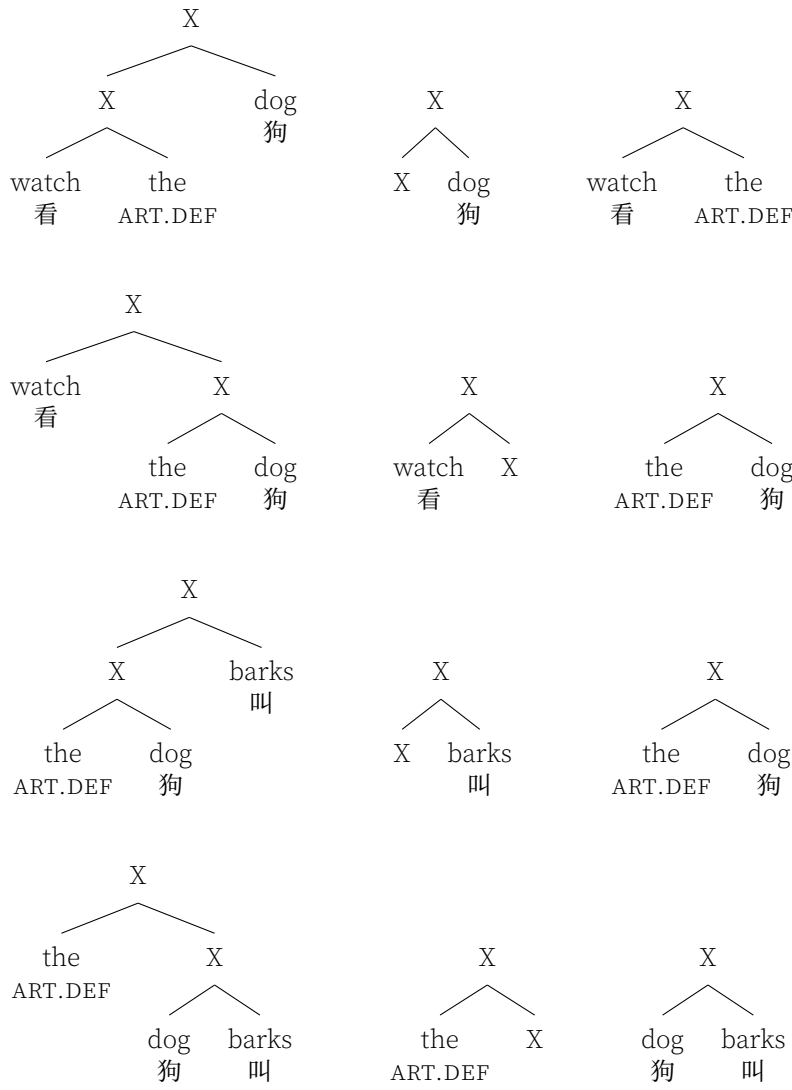 X
X dog X X
狗
watch the X dog watch the
看 ART.DEF 狗 看 ART.DEF
X
watch X X X
看
the dog watch X the dog
ART.DEF 狗 看 ART.DEF 狗
X
X barks X X
叫
the dog X barks the dog
ART.DEF 狗 叫 ART.DEF 狗
X
the X X X
ART.DEF
dog barks the X dog barks
狗 叫 ART.DEF 狗 叫